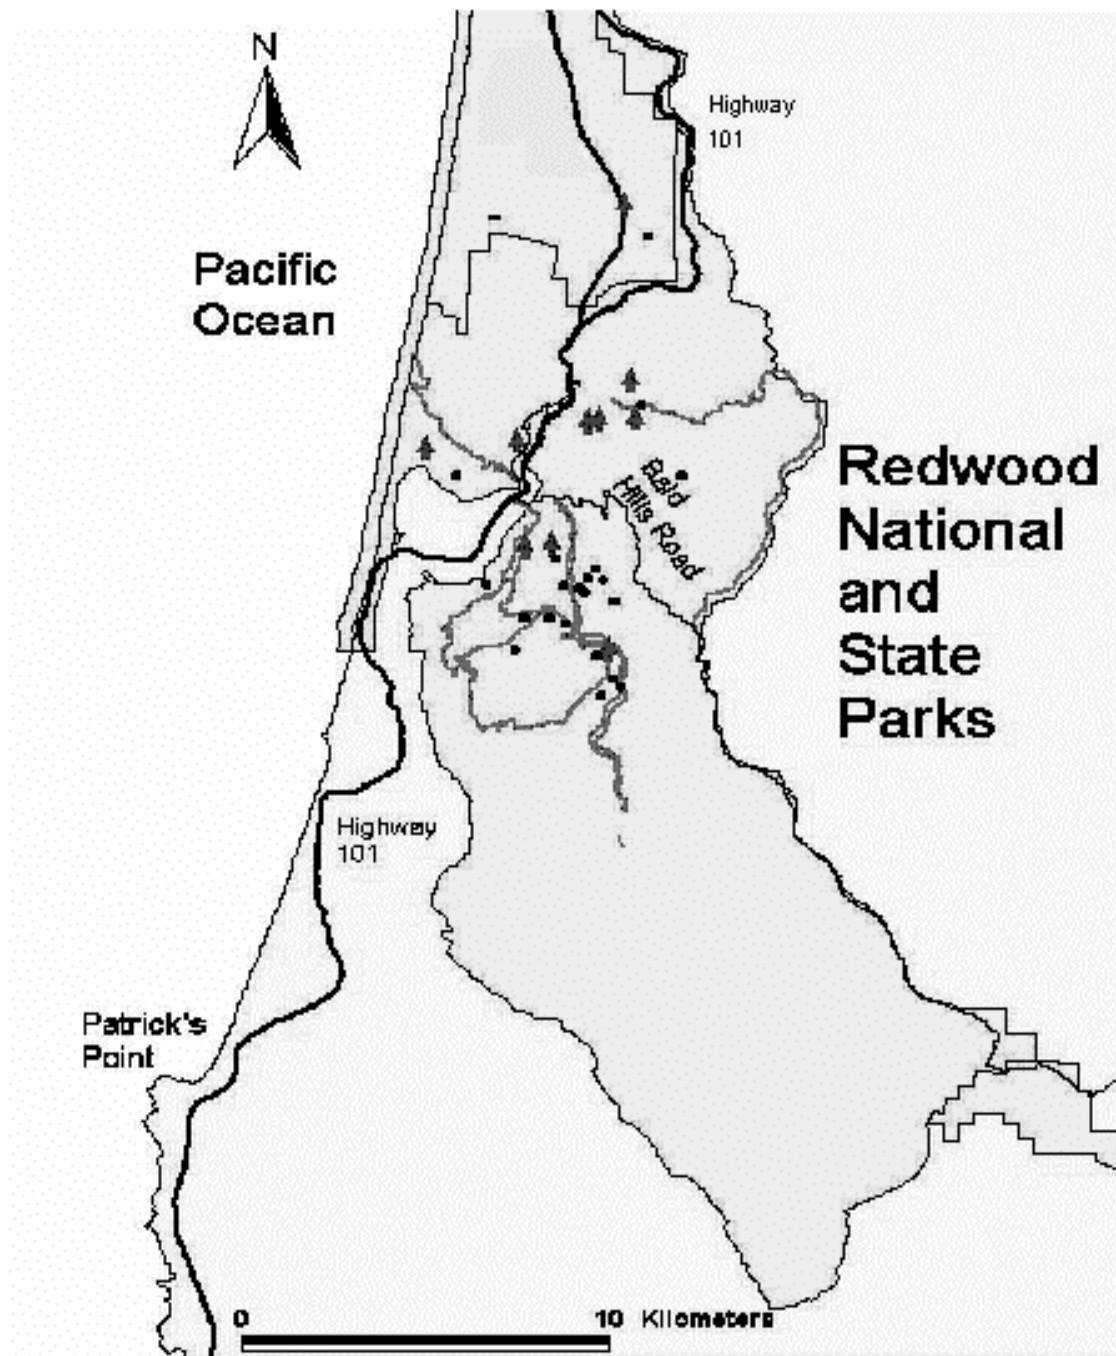 N
Highway
101
Pacific
Ocean
Redwood
National
and
State
Parks
Bald
Hills Road
Highway
101
Patrick's
Point
0 10 Kilometers